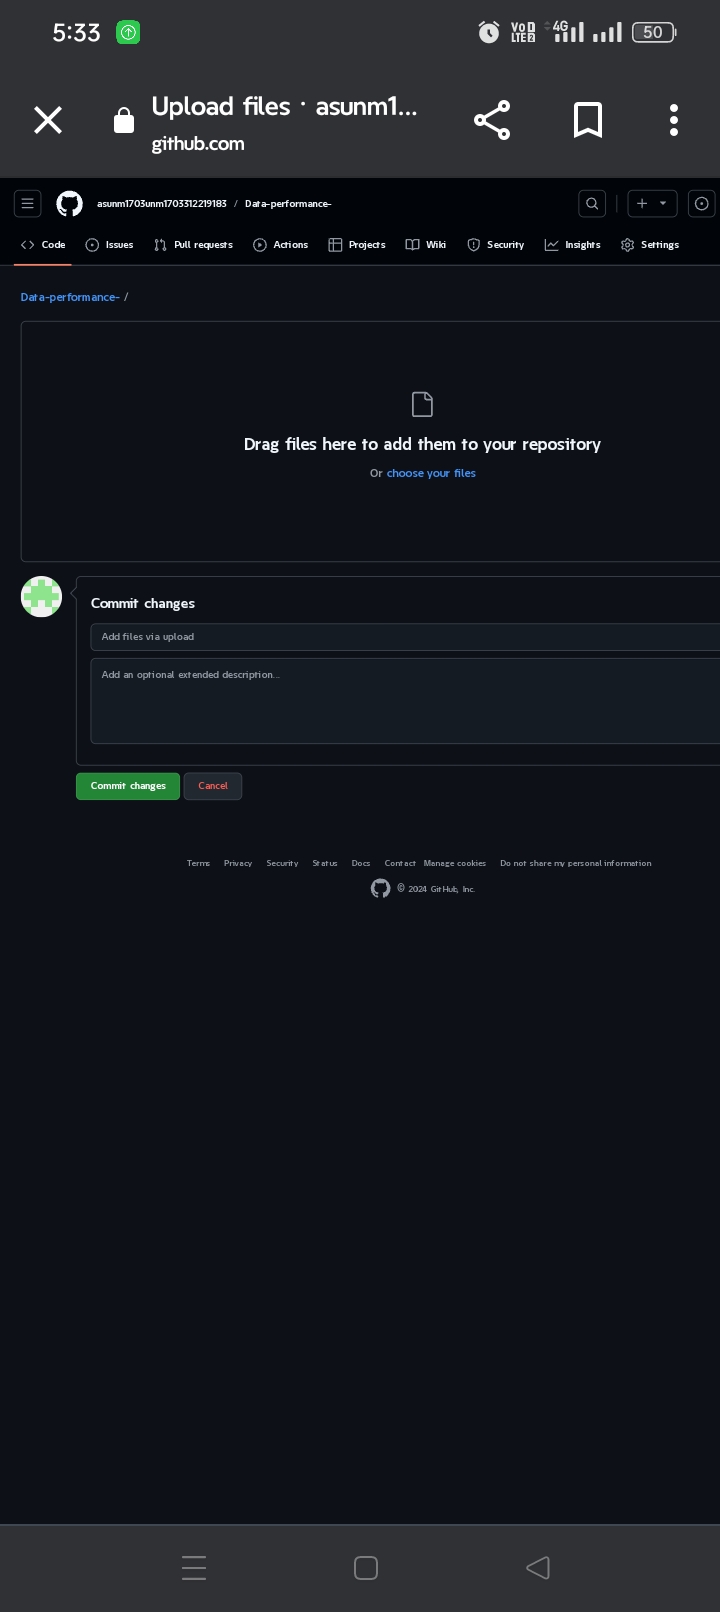 5:33
Vo D 4G
LTE 2 50
Upload files · asunm1...
github.com
asunm1703unm1703312219183 / Data-performance-
Code Issues Pull requests Actions Projects Wiki Security Insights Settings
Data-performance- /
Drag files here to add them to your repository
Or choose your files
Commit changes
Add files via upload
Add an optional extended description...
Commit changes Cancel
Terms Privacy Security Status Docs Contact Manage cookies Do not share my personal information
© 2024 GitHub, Inc.